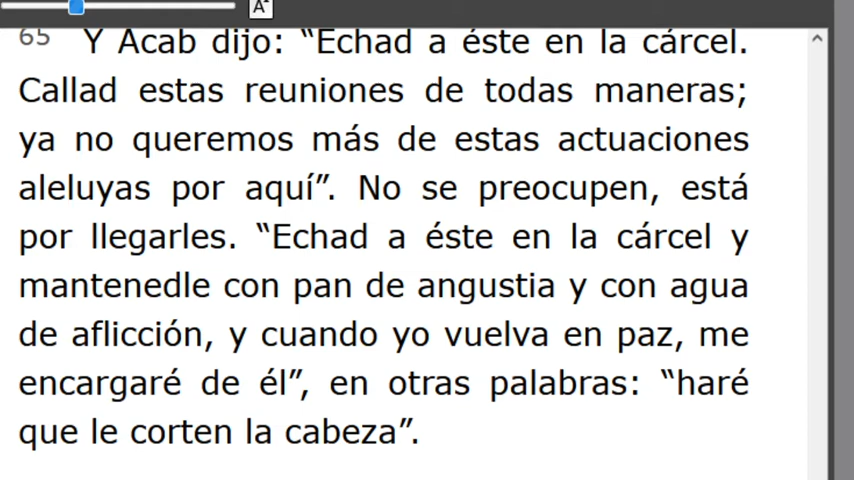 A
65 Y Acab dijo: “Echad a éste en la cárcel.
Callad estas reuniones de todas maneras;
ya no queremos más de estas actuaciones
aleluyas por aquí”. No se preocupen, está
por llegarles. “Echad a éste en la cárcel y
mantenedle con pan de angustia y con agua
de aflicción, y cuando yo vuelva en paz, me
encargaré de él”, en otras palabras: “haré
que le corten la cabeza”.